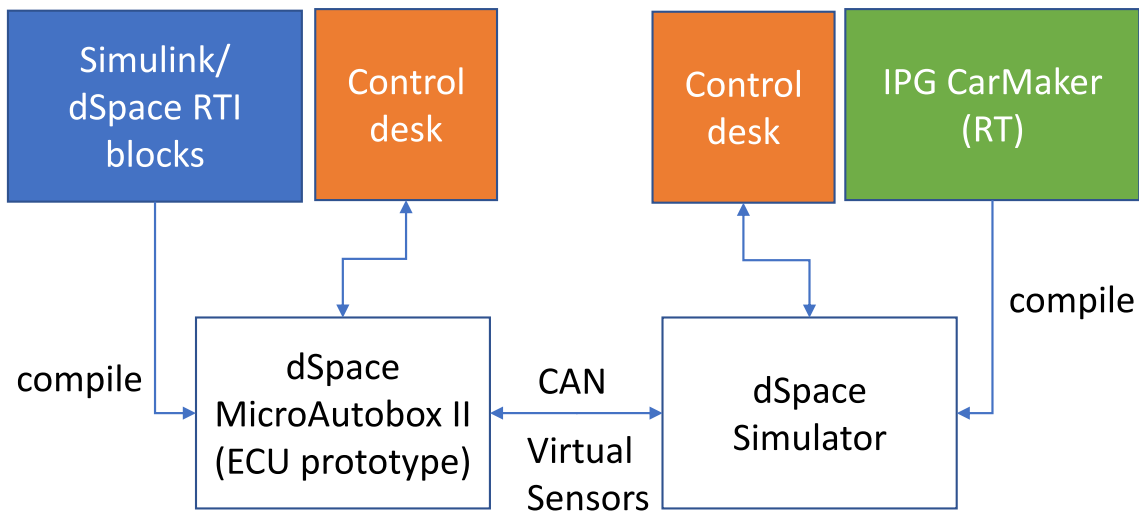 Simulink/
dSpace RTI
blocks
Control
desk
Control
desk
IPG CarMaker
(RT)
compile
compile
dSpace
MicroAutobox II
(ECU prototype)
CAN
Virtual
Sensors
dSpace
Simulator